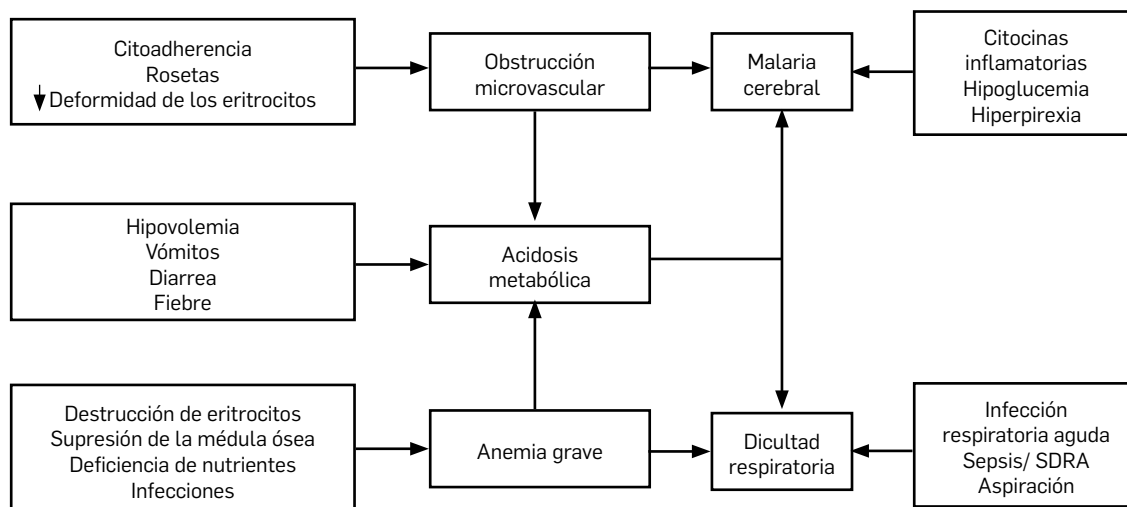 Citoadherencia
Rosetas
Deformidad de los eritrocitos
Obstrucción
microvascular
Malaria
cerebral
Citocinas
inflamatorias
Hipoglucemia
Hiperpirexia
Hipovolemia
Vómitos
Diarrea
Fiebre
Acidosis
metabólica
Destrucción de eritrocitos
Supresión de la médula ósea
Deficiencia de nutrientes
Infecciones
Anemia grave
Dicultad
respiratoria
Infección
respiratoria aguda
Sepsis/ SDRA
Aspiración